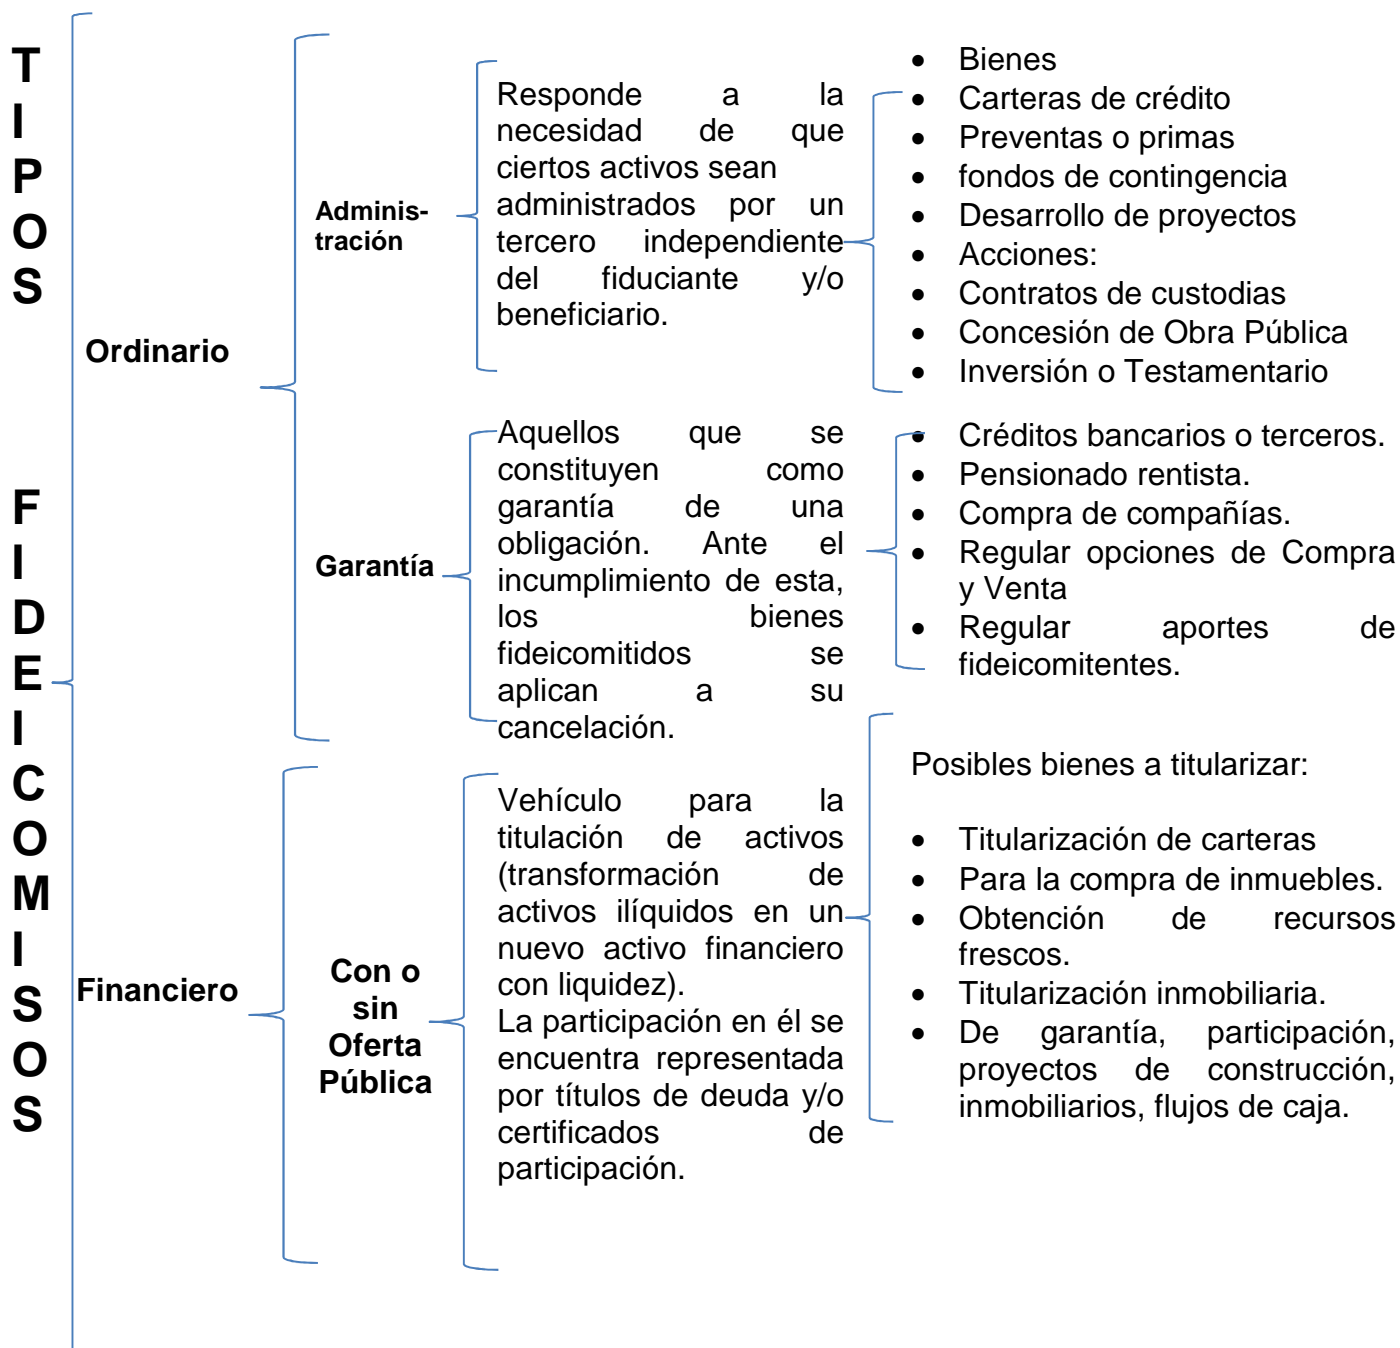 TIPOS
FIDEICOMISOS
Ordinario
Adminis-
tración
Responde a la
necesidad de que
ciertos activos sean
administrados por un
tercero independiente
del fiduciante y/o
beneficiario.
• Bienes
• Carteras de crédito
• Preventas o primas
• fondos de contingencia
• Desarrollo de proyectos
• Acciones:
• Contratos de custodias
• Concesión de Obra Pública
• Inversión o Testamentario
Garantía
Aquellos que se
constituyen como
garantía de una
obligación. Ante el
incumplimiento de esta,
los bienes
fideicomitidos se
aplican a su
cancelación.
• Créditos bancarios o terceros.
• Pensionado rentista.
• Compra de compañías.
• Regular opciones de Compra
y Venta
• Regular aportes de
fideicomitentes.
Financiero
Con o
sin
Oferta
Pública
Vehículo para la
titulación de activos
(transformación de
activos ilíquidos en un
nuevo activo financiero
con liquidez).
La participación en él se
encuentra representada
por títulos de deuda y/o
certificados de
participación.
Posibles bienes a titularizar:
• Titularización de carteras
• Para la compra de inmuebles.
• Obtención de recursos
frescos.
• Titularización inmobiliaria.
• De garantía, participación,
proyectos de construcción,
inmobiliarios, flujos de caja.